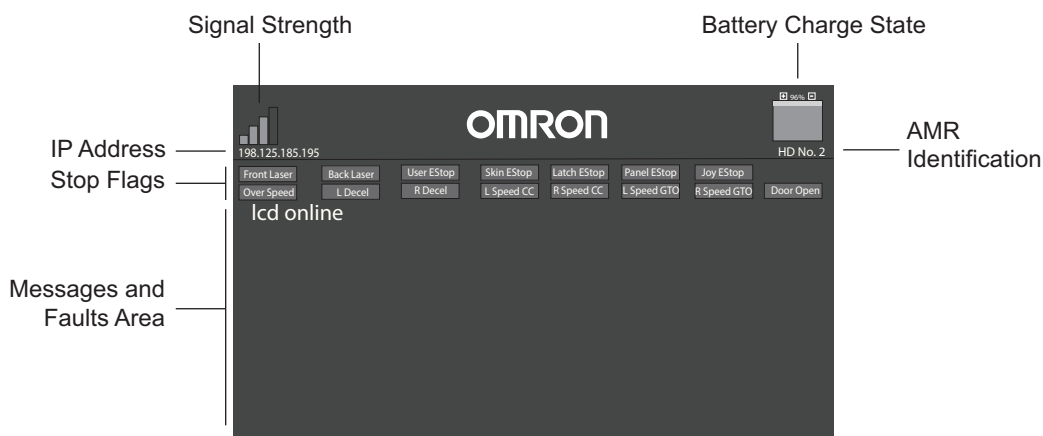 Signal Strength
Battery Charge State
96%
OMRON
IP Address
198.125.185.195
HD No. 2
AMR
Identification
Stop Flags
Front Laser Back Laser User EStop Skin EStop Latch EStop Panel EStop Joy EStop
Over Speed L Decel R Decel L Speed CC R Speed CC L Speed GTO R Speed GTO Door Open
lcd online
Messages and
Faults Area